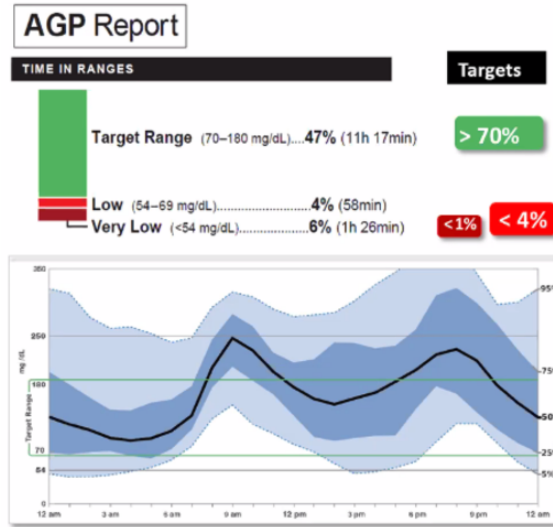 AGP Report
TIME IN RANGES
Targets
Target Range (70–180 mg/dL)....47% (11h 17min)
> 70%
Low (54–69 mg/dL)......................4% (58min)
Very Low (<54 mg/dL)....................6% (1h 26min)
<1%
< 4%
350
95%
250
mg /dL
75%
180
Target Range
50%
70
25%
54
5%
0
12 am
3 am
6 am
9 am
12 pm
3 pm
6 pm
9 pm
12 am